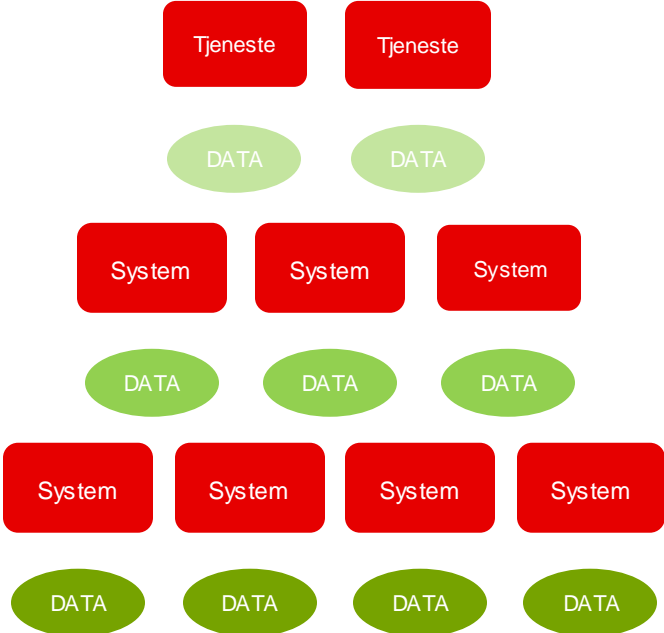 Tjeneste Tjeneste
DATA DATA
System System System
DATA DATA DATA
System System System System
DATA DATA DATA DATA